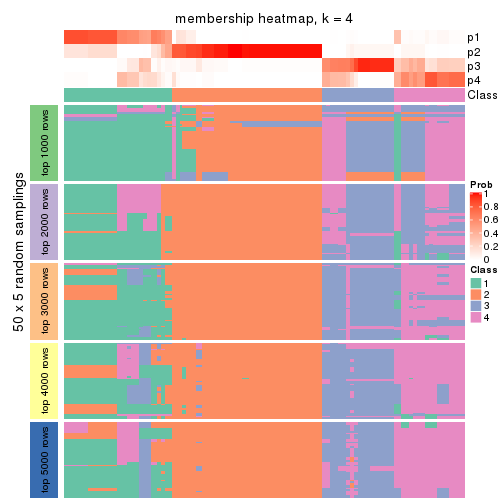 membership heatmap, k = 4
p1
p2
p3
p4
Class
50 x 5 random samplings
top 1000 rows
top 2000 rows
top 3000 rows
top 4000 rows
top 5000 rows
Prob
1
0.8
0.6
0.4
0.2
0
Class
1
2
3
4